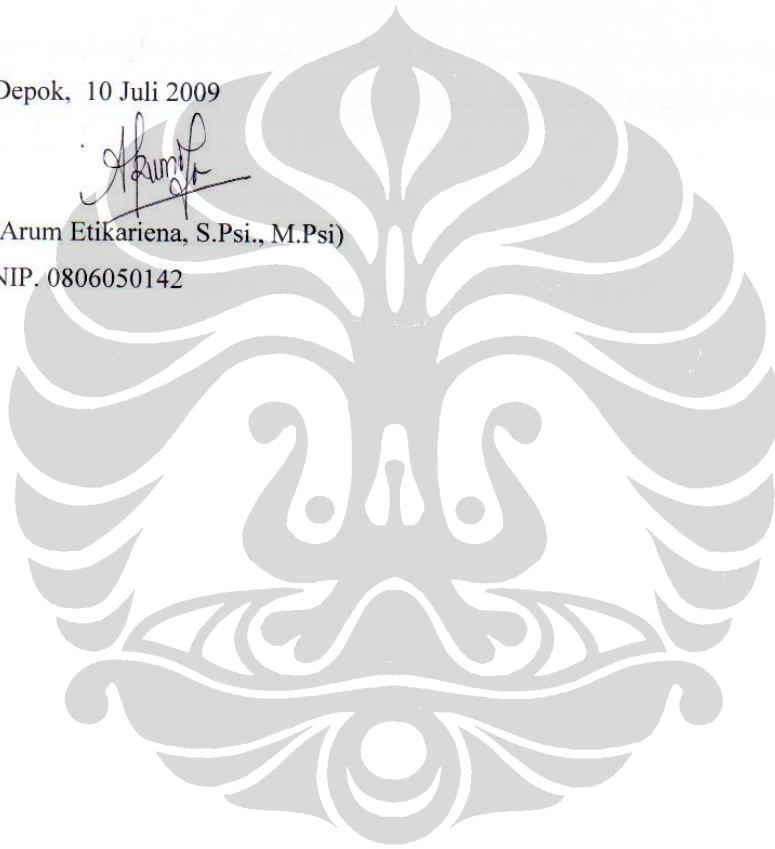 Depok, 10 Juli 2009
Arum Etikariena, S.Psi., M.Psi)
NIP. 0806050142